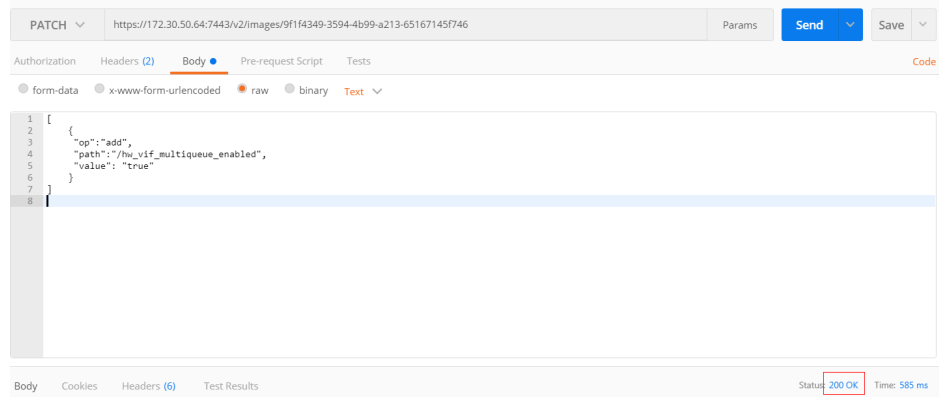 PATCH https://172.30.50.64:7443/v2/images/9f1f4349-3594-4b99-a213-65167145f746 Params Send Save
Authorization Headers (2) Body Pre-request Script Tests Code
form-data x-www-form-urlencoded raw binary Text
1 [
2 {
3 "op":"add",
4 "path":"/hw_vif_multiqueue_enabled",
5 "value": "true"
6 }
7 ]
8
Body Cookies Headers (6) Test Results Status: 200 OK Time: 585 ms